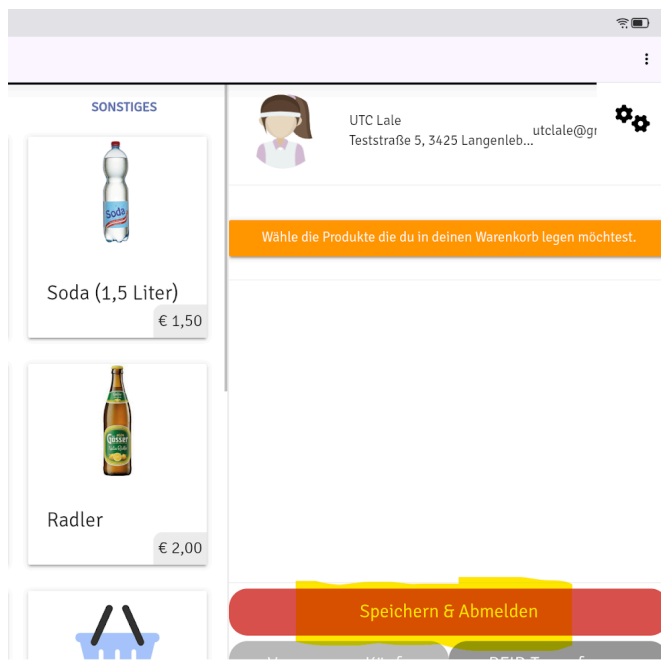 SONSTIGES
UTC Lale
Teststraße 5, 3425 Langenleb...
utclale@gr
Soda
Soda (1,5 Liter)
€ 1,50
Wähle die Produkte die du in deinen Warenkorb legen möchtest.
Gösser
Radler
€ 2,00
Speichern & Abmelden